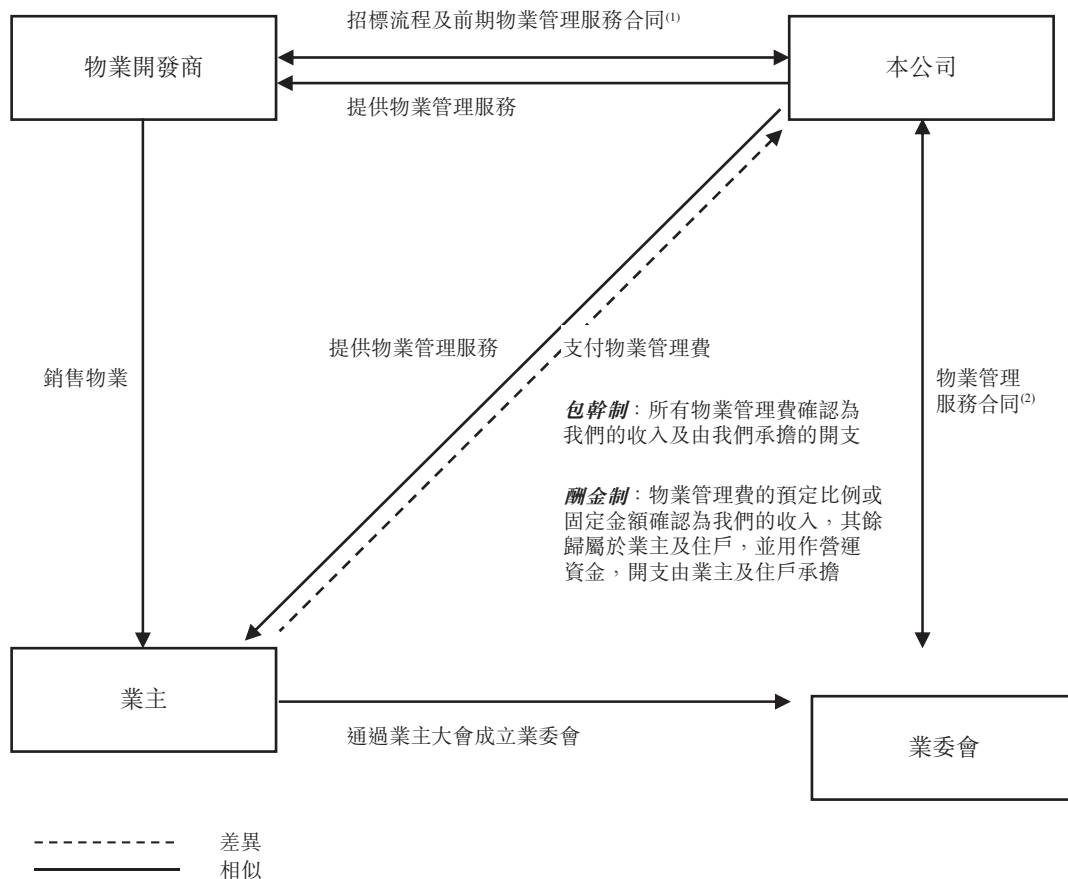 招標流程及前期物業管理服務合同(1)
物業開發商
本公司
提供物業管理服務
提供物業管理服務
支付物業管理費
銷售物業
物業管理
服務合同(2)
包幹制：所有物業管理費確認為
我們的收入及由我們承擔的開支
酬金制：物業管理費的預定比例或
固定金額確認為我們的收入，其餘
歸屬於業主及住戶，並用作營運
資金，開支由業主及住戶承擔
業主
通過業主大會成立業委會
業委會
差異
相似